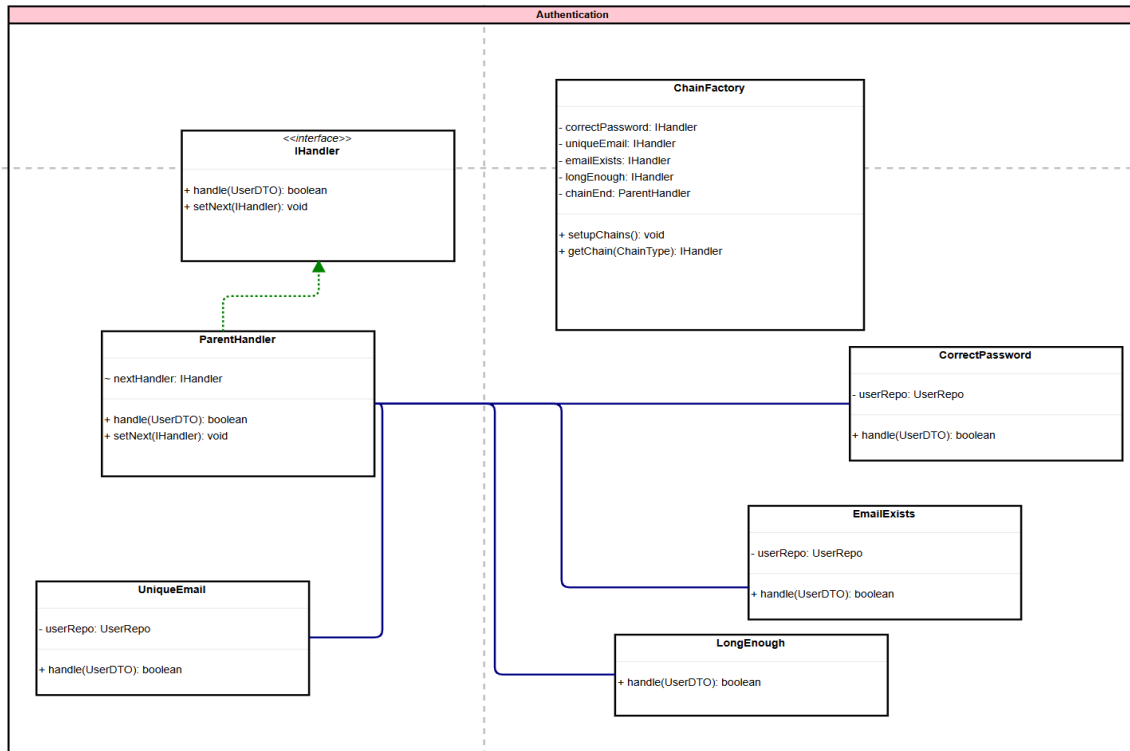 Authentication
<<interface>>
IHandler
+ handle(UserDTO): boolean
+ setNext(IHandler): void
ChainFactory
- correctPassword: IHandler
- uniqueEmail: IHandler
- emailExists: IHandler
- longEnough: IHandler
- chainEnd: ParentHandler
+ setupChains(): void
+ getChain(ChainType): IHandler
ParentHandler
~ nextHandler: IHandler
+ handle(UserDTO): boolean
+ setNext(IHandler): void
CorrectPassword
- userRepo: UserRepo
+ handle(UserDTO): boolean
EmailExists
- userRepo: UserRepo
+ handle(UserDTO): boolean
UniqueEmail
- userRepo: UserRepo
+ handle(UserDTO): boolean
LongEnough
+ handle(UserDTO): boolean